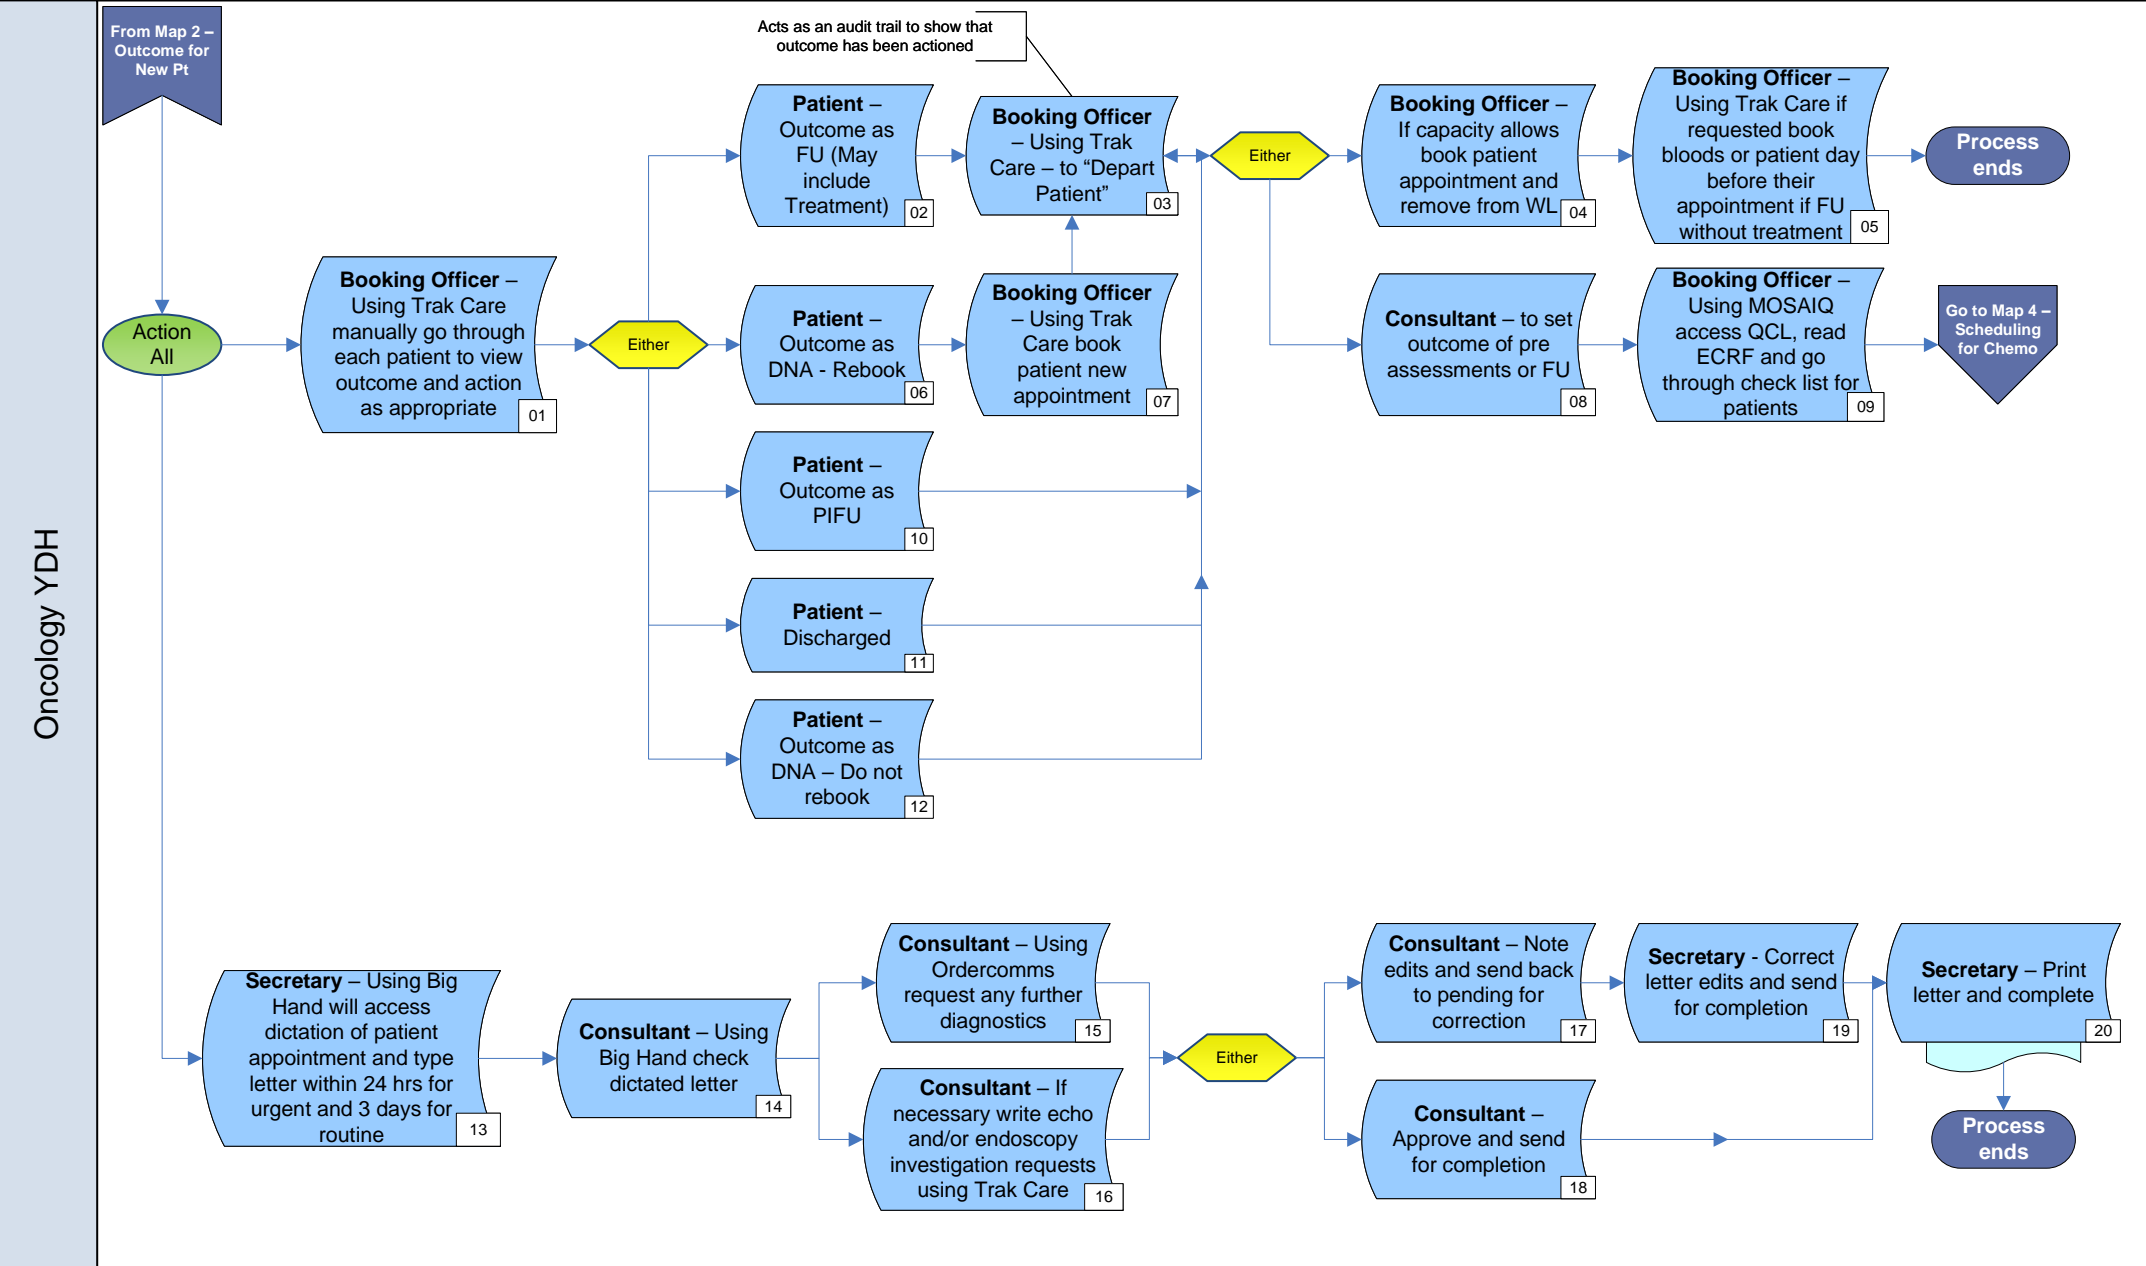 Oncology YDH
From Map 2 –
Outcome for
New Pt
Action
All
Booking Officer –
Using Trak Care
manually go through
each patient to view
outcome and action
as appropriate
01
Either
Acts as an audit trail to show that
outcome has been actioned
Patient –
Outcome as
FU (May
include
Treatment)
02
Booking Officer
– Using Trak
Care – to “Depart
Patient”
03
Either
Booking Officer –
If capacity allows
book patient
appointment and
remove from WL
04
Booking Officer –
Using Trak Care if
requested book
bloods or patient day
before their
appointment if FU
without treatment
05
Process
ends
Patient –
Outcome as
DNA - Rebook
06
Booking Officer
– Using Trak
Care book
patient new
appointment
07
Consultant – to set
outcome of pre
assessments or FU
08
Booking Officer –
Using MOSAIQ
access QCL, read
ECRF and go
through check list for
patients
09
Go to Map 4 –
Scheduling
for Chemo
Patient –
Outcome as
PIFU
10
Patient –
Discharged
11
Patient –
Outcome as
DNA – Do not
rebook
12
Secretary – Using Big
Hand will access
dictation of patient
appointment and type
letter within 24 hrs for
urgent and 3 days for
routine
13
Consultant – Using
Big Hand check
dictated letter
14
Consultant – Using
Ordercomms
request any further
diagnostics
15
Consultant – If
necessary write echo
and/or endoscopy
investigation requests
using Trak Care
16
Either
Consultant – Note
edits and send back
to pending for
correction
17
Consultant –
Approve and send
for completion
18
Secretary - Correct
letter edits and send
for completion
19
Secretary – Print
letter and complete
20
Process
ends